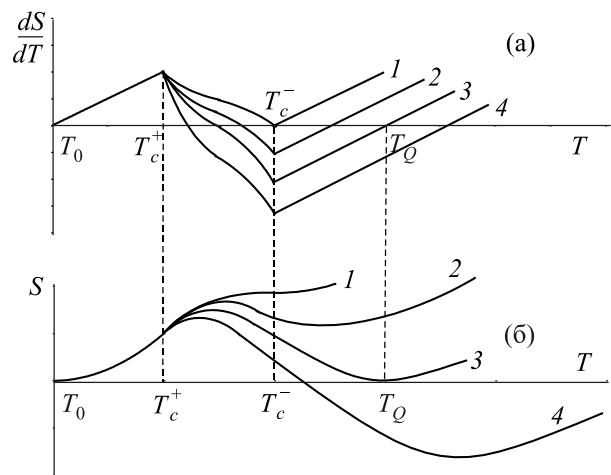 dS
dT
(а)
T_c^-
1
2
3
4
T_0
T_c^+
T_Q
T
S
1
2
3
(б)
T
T_0
T_c^+
T_c^-
T_Q
4